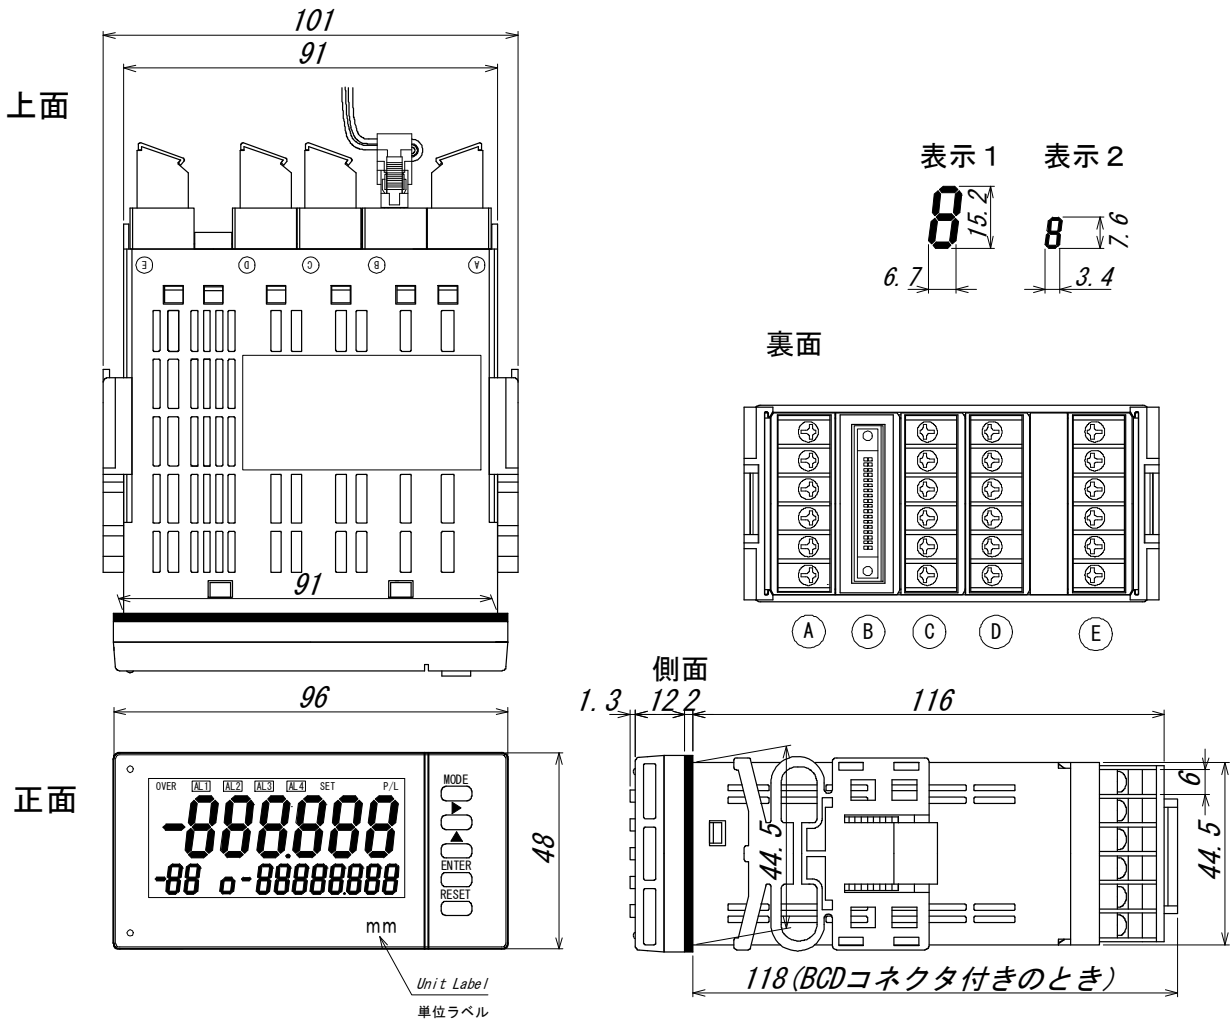 101
91
上面
表示1 表示2
15.2
7.6
6.7
3.4
E D C B A
裏面
91
A B C D E
側面
96
1.3 12 2 116
正面
OVER AL1 AL2 AL3 AL4 SET P/L
-888.888
-88 o-88888.888
mm
MODE
▶
▲
ENTER
RESET
48
44.5
6
44.5
Unit Label
単位ラベル
118(BCDコネクタ付きのとき)